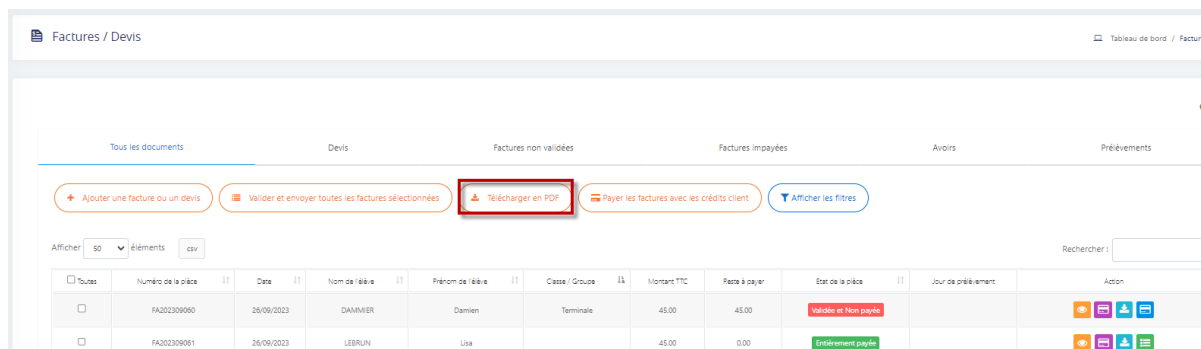 Factures / Devis
Tableau de bord / Factur
Tous les documents Devis Factures non validées Factures impayées Avoirs Prélèvements
Ajouter une facture ou un devis Valider et envoyer toutes les factures sélectionnées Télécharger en PDF Payer les factures avec les crédits client Afficher les filtres
Afficher 50 éléments csv Rechercher :
Toutes Numéro de la pièce Date Nom de l'élève Prénom de l'élève Classe / Groupe Montant TTC Reste à payer Etat de la pièce Jour de prélèvement Action
FA202309060 26/09/2023 DAMMIER Damien Terminale 45.00 45.00 Validée et Non payée
FA202309061 26/09/2023 LEBRUN Lisa 45.00 0.00 Entièrement payée